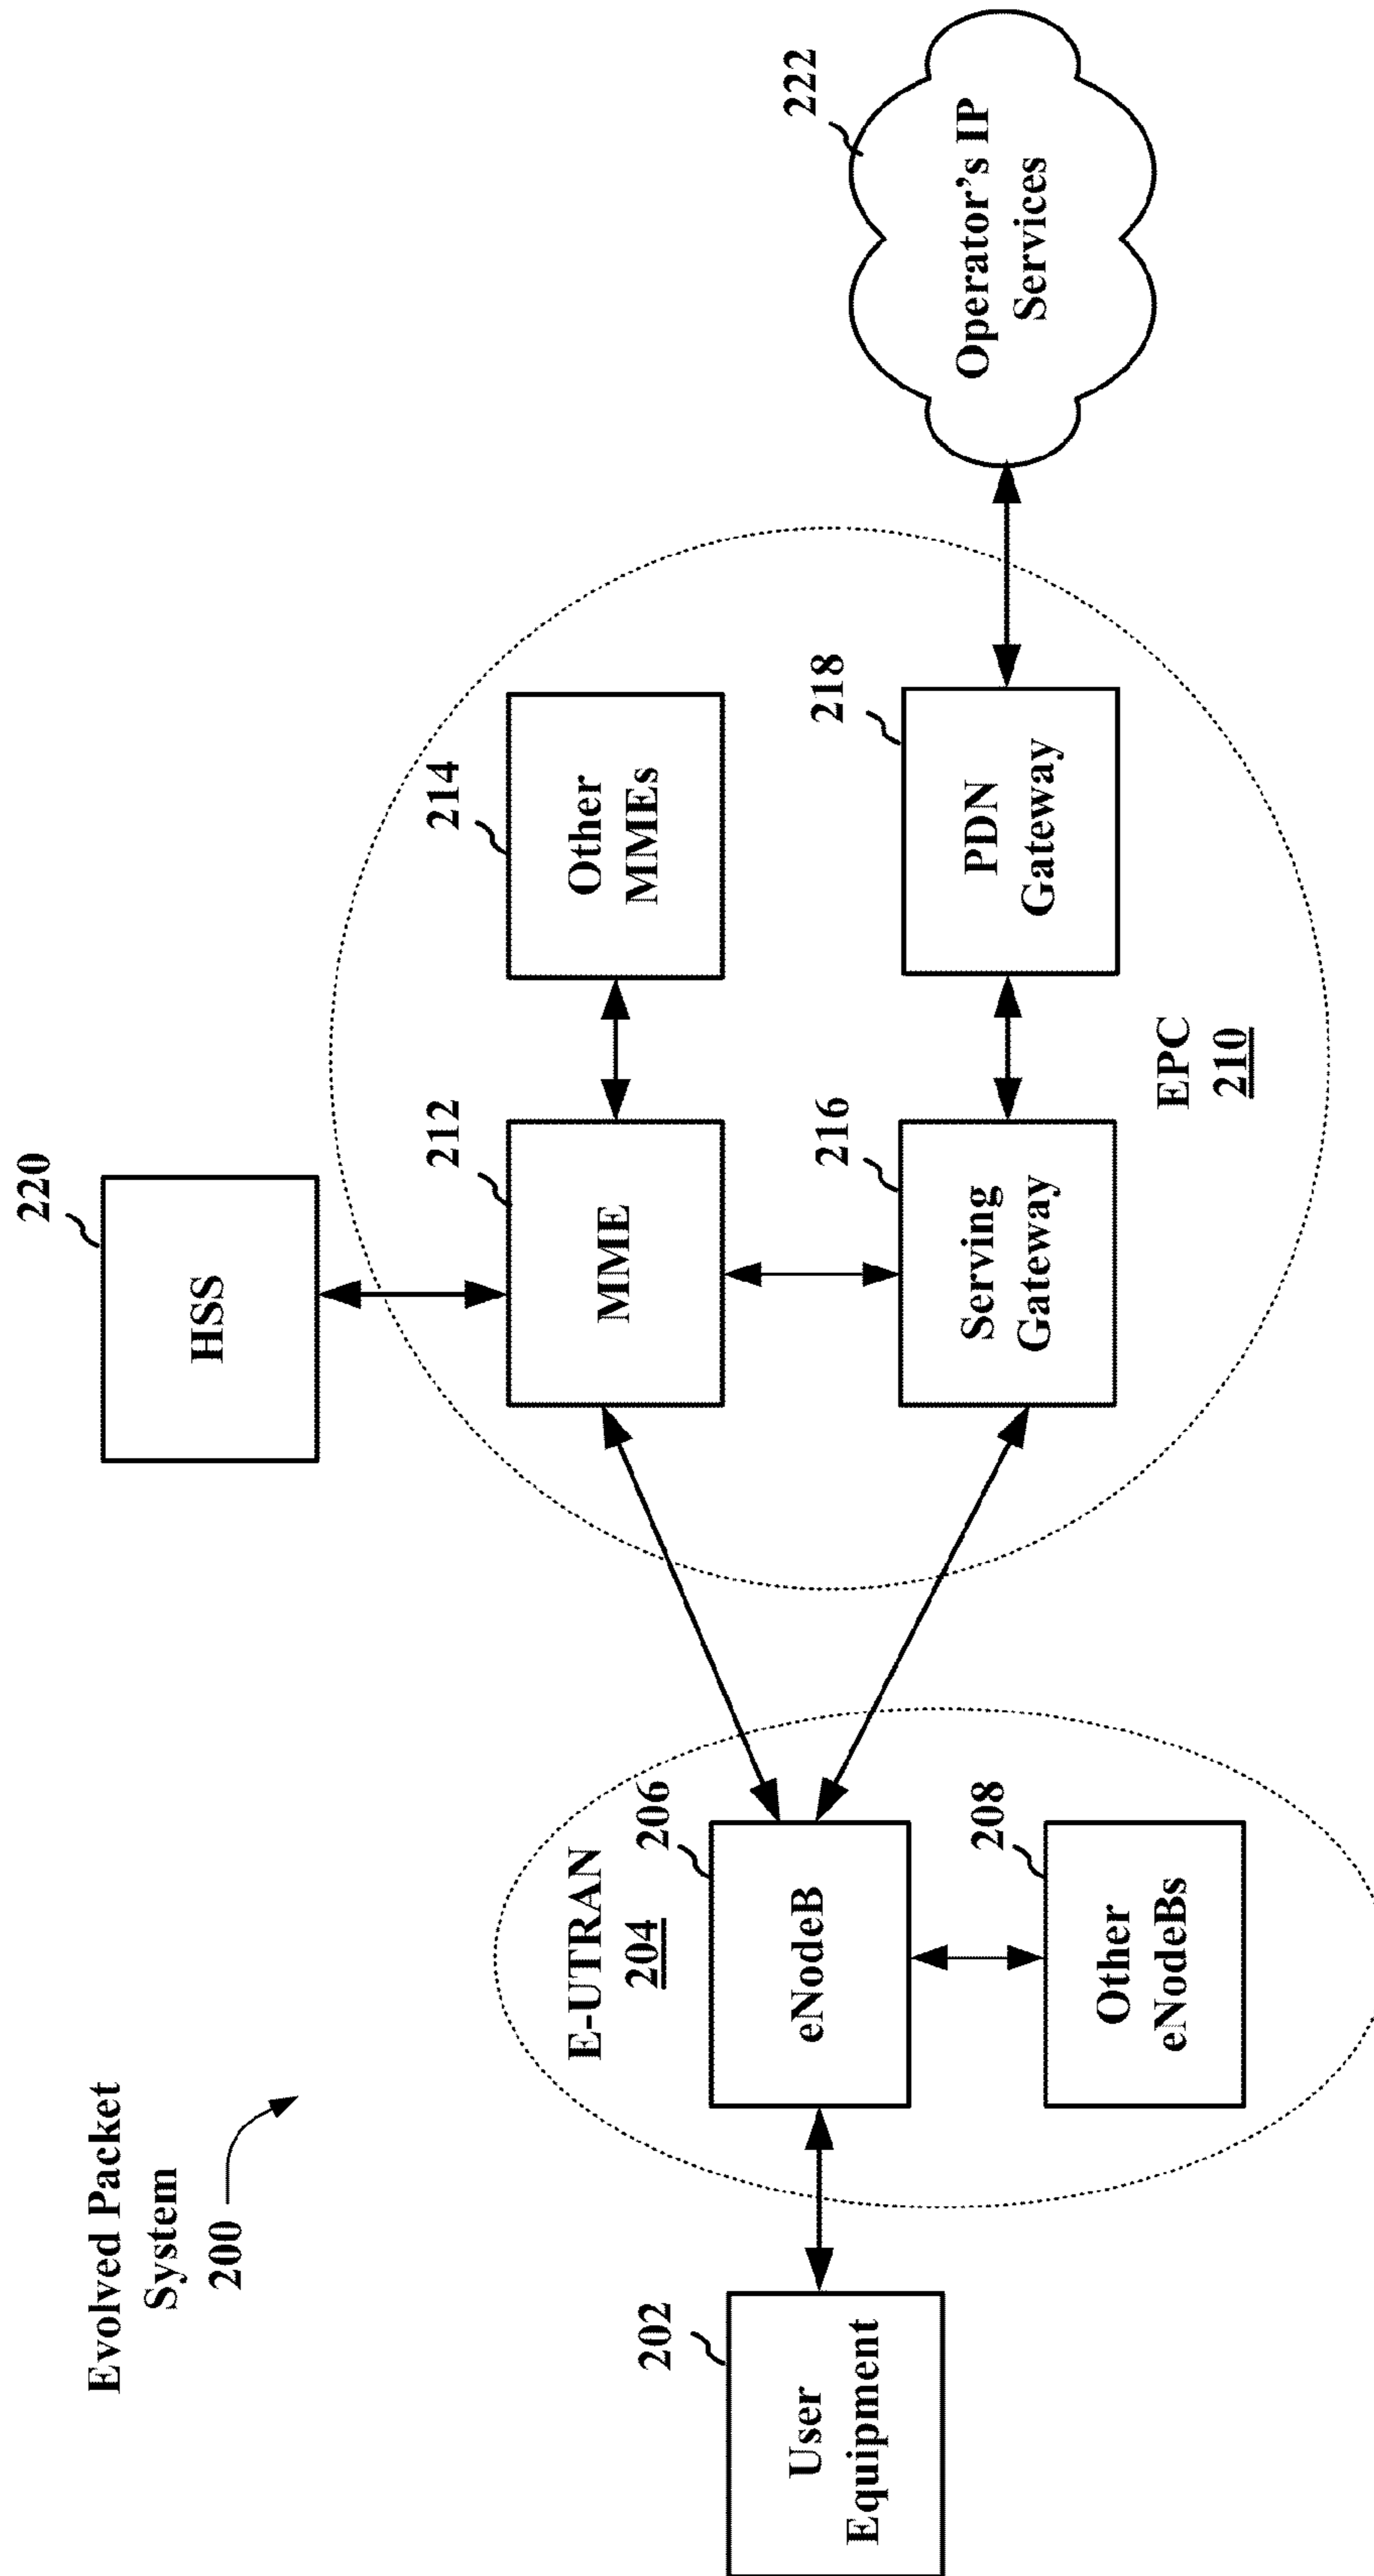 Evolved Packet
System
200
220
HSS
E-UTRAN
204
212
MME
214
Other
MMEs
202
User
Equipment
206
eNodeB
208
Other
eNodeBs
216
Serving
Gateway
218
PDN
Gateway
EPC
210
222
Operator's IP
Services